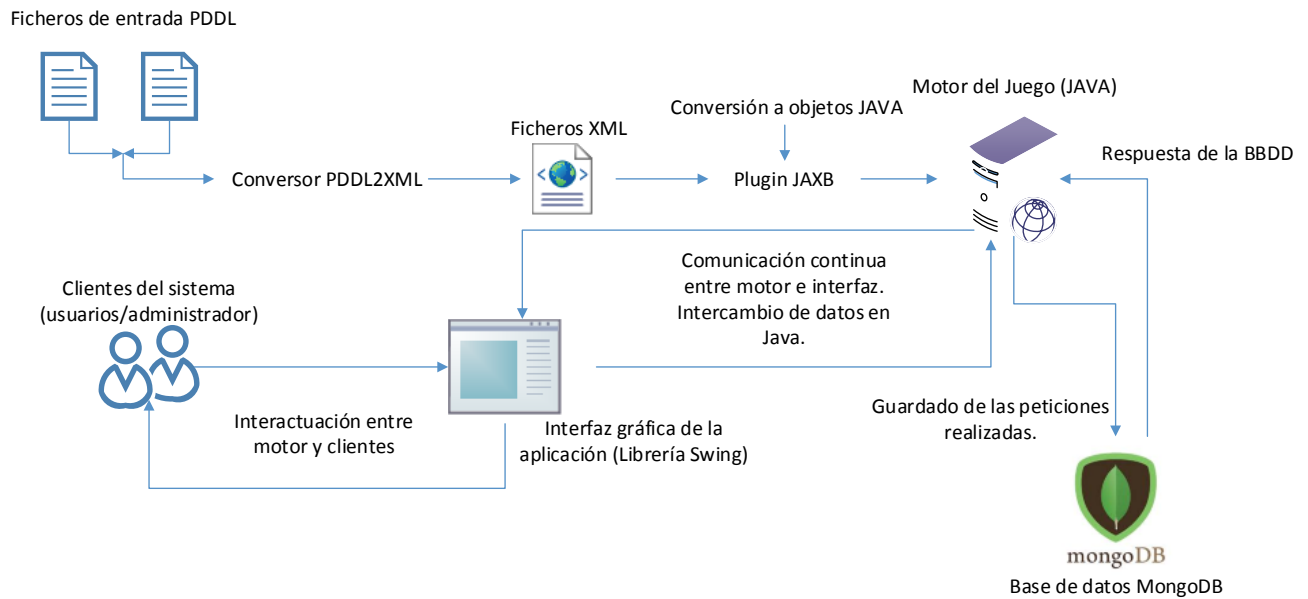 Ficheros de entrada PDDL
Motor del Juego (JAVA)
Conversión a objetos JAVA
Ficheros XML
Respuesta de la BBDD
Conversor PDDL2XML
Plugin JAXB
Comunicación continua
entre motor e interfaz.
Intercambio de datos en
Java.
Clientes del sistema
(usuarios/administrador)
Interactuación entre
motor y clientes
Interfaz gráfica de la
aplicación (Librería Swing)
Guardado de las peticiones
realizadas.
mongoDB
Base de datos MongoDB